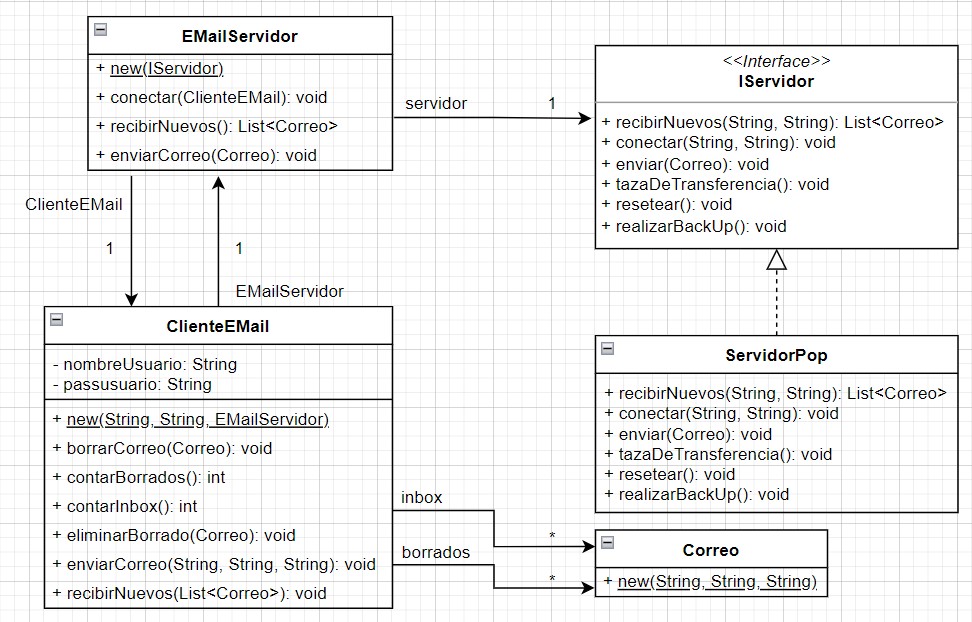 EMailServidor
+ new(IServidor)
+ conectar(ClienteEMail): void
+ recibirNuevos(): List<Correo>
+ enviarCorreo(Correo): void
servidor
1
<<Interface>>
IServidor
+ recibirNuevos(String, String): List<Correo>
+ conectar(String, String): void
+ enviar(Correo): void
+ tazaDeTransferencia(): void
+ resetear(): void
+ realizarBackUp(): void
ClienteEMail
1
1
EMailServidor
ClienteEMail
- nombreUsuario: String
- passusuario: String
+ new(String, String, EMailServidor)
+ borrarCorreo(Correo): void
+ contarBorrados(): int
+ contarInbox(): int
+ eliminarBorrado(Correo): void
+ enviarCorreo(String, String, String): void
+ recibirNuevos(List<Correo>): void
ServidorPop
+ recibirNuevos(String, String): List<Correo>
+ conectar(String, String): void
+ enviar(Correo): void
+ tazaDeTransferencia(): void
+ resetear(): void
+ realizarBackUp(): void
inbox
*
borrados
*
Correo
+ new(String, String, String)